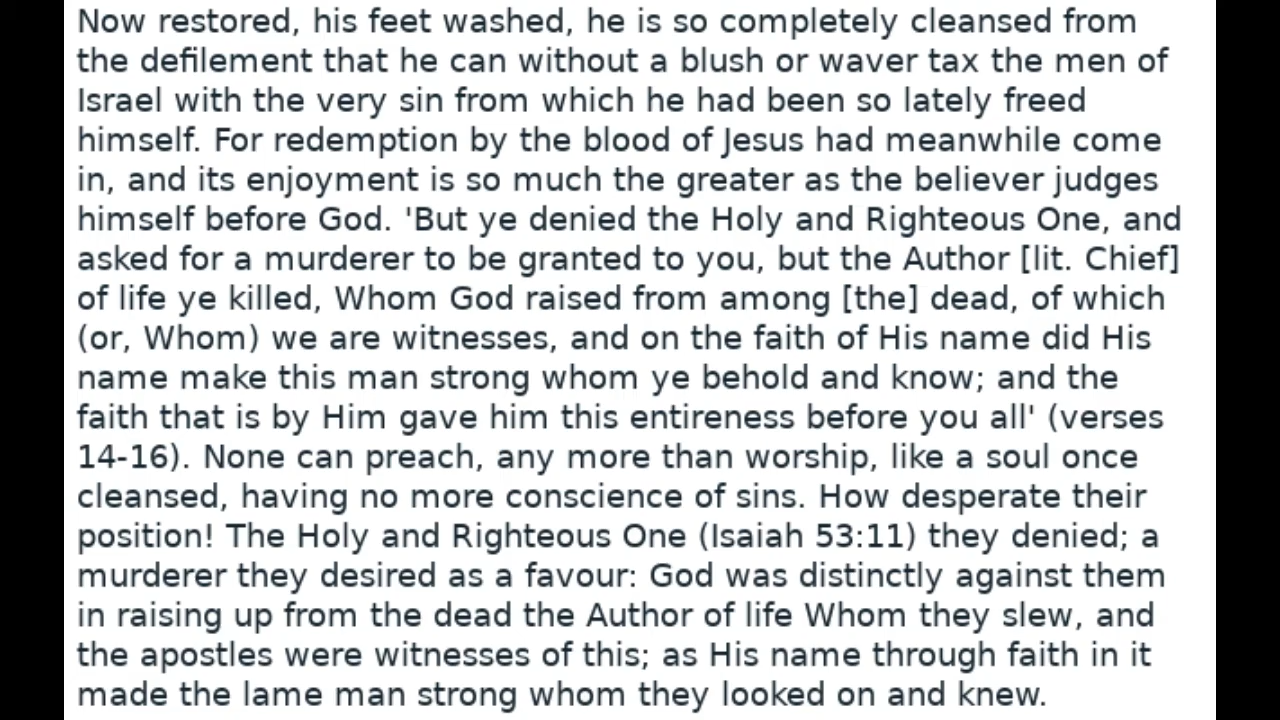 Now restored, his feet washed, he is so completely cleansed from
the defilement that he can without a blush or waver tax the men of
Israel with the very sin from which he had been so lately freed
himself. For redemption by the blood of Jesus had meanwhile come
in, and its enjoyment is so much the greater as the believer judges
himself before God. 'But ye denied the Holy and Righteous One, and
asked for a murderer to be granted to you, but the Author [lit. Chief]
of life ye killed, Whom God raised from among [the] dead, of which
(or, Whom) we are witnesses, and on the faith of His name did His
name make this man strong whom ye behold and know; and the
faith that is by Him gave him this entireness before you all' (verses
14-16). None can preach, any more than worship, like a soul once
cleansed, having no more conscience of sins. How desperate their
position! The Holy and Righteous One (Isaiah 53:11) they denied; a
murderer they desired as a favour: God was distinctly against them
in raising up from the dead the Author of life Whom they slew, and
the apostles were witnesses of this; as His name through faith in it
made the lame man strong whom they looked on and knew.